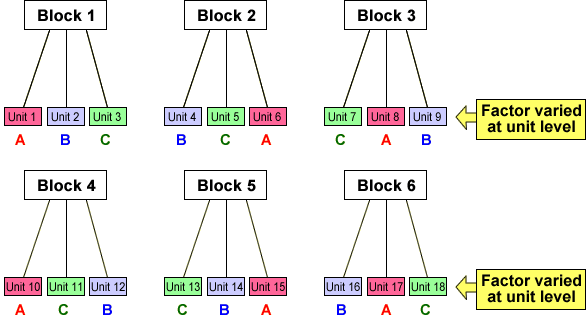 Block 1 Block 2 Block 3
Unit 1 Unit 2 Unit 3 Unit 4 Unit 5 Unit 6 Unit 7 Unit 8 Unit 9 Factor varied
at unit level
A B C B C A C A B
Block 4 Block 5 Block 6
Unit 10 Unit 11 Unit 12 Unit 13 Unit 14 Unit 15 Unit 16 Unit 17 Unit 18 Factor varied
at unit level
A C B C B A B A C